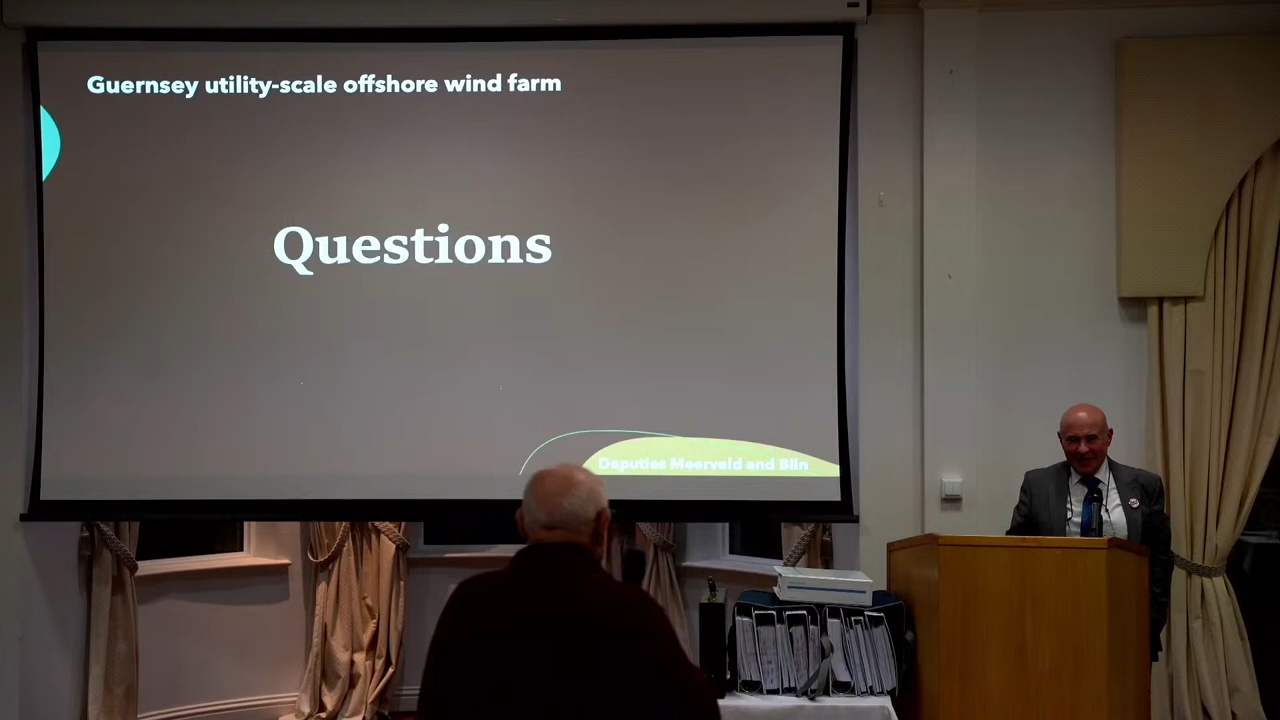 Guernsey utility-scale offshore wind farm
Questions
Deputies Meerveld and Blin